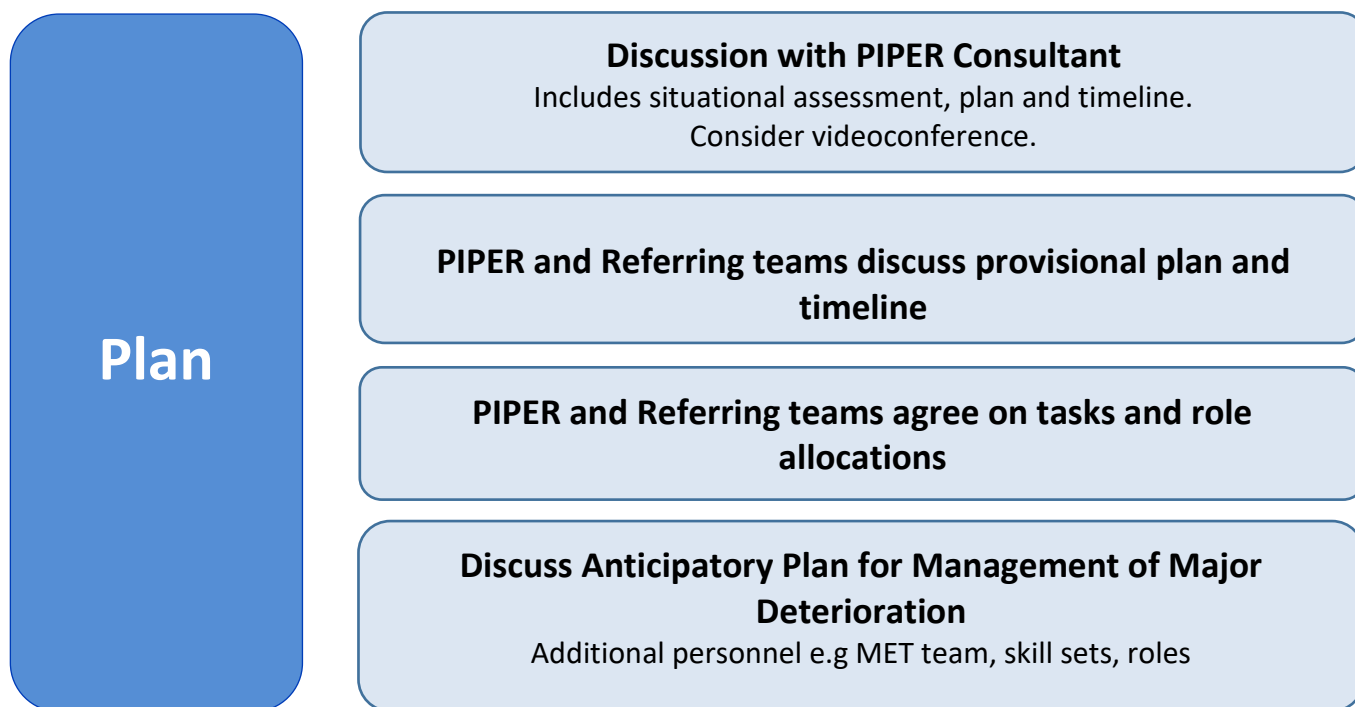 Plan
Discussion with PIPER Consultant
Includes situational assessment, plan and timeline.
Consider videoconference.
PIPER and Referring teams discuss provisional plan and
timeline
PIPER and Referring teams agree on tasks and role
allocations
Discuss Anticipatory Plan for Management of Major
Deterioration
Additional personnel e.g MET team, skill sets, roles